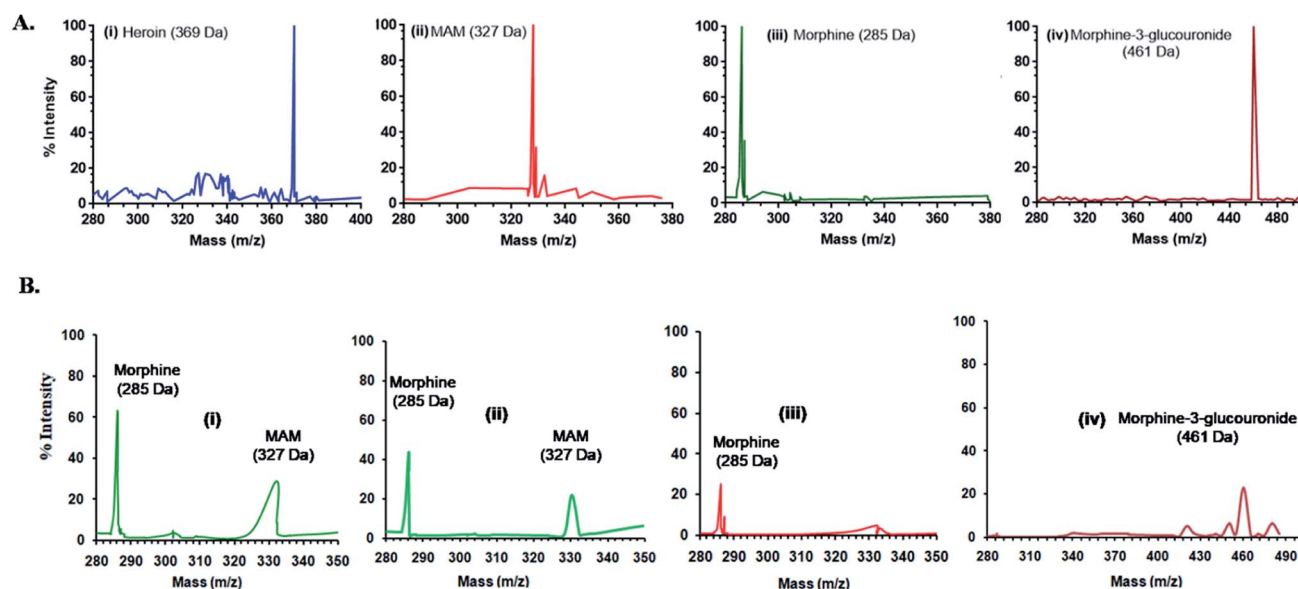 A.
(i) Heroin (369 Da)
% Intensity
100
80
60
40
20
0
280 300 320 340 360 380 400
Mass (m/z)
(ii) MAM (327 Da)
100
80
60
40
20
0
280 300 320 340 360 380
Mass (m/z)
(iii) Morphine (285 Da)
% Intensity
100
80
60
40
20
0
280 300 320 340 360 380
Mass (m/z)
(iv) Morphine-3-glucouronide
(461 Da)
100
80
60
40
20
0
280 320 360 400 440 480
Mass (m/z)
B.
% Intensity
100
80
60
40
20
0
Morphine
(285 Da)
(i)
MAM
(327 Da)
280 290 300 310 320 330 340 350
Mass (m/z)
100
80
60
40
20
0
Morphine
(285 Da)
(ii)
MAM
(327 Da)
280 290 300 310 320 330 340 350
Mass (m/z)
100
80
60
40
20
0
(iii)
Morphine
(285 Da)
280 290 300 310 320 330 340 350
Mass (m/z)
100
80
60
40
20
0
(iv) Morphine-3-glucouronide
(461 Da)
280 340 400 460
Mass (m/z)